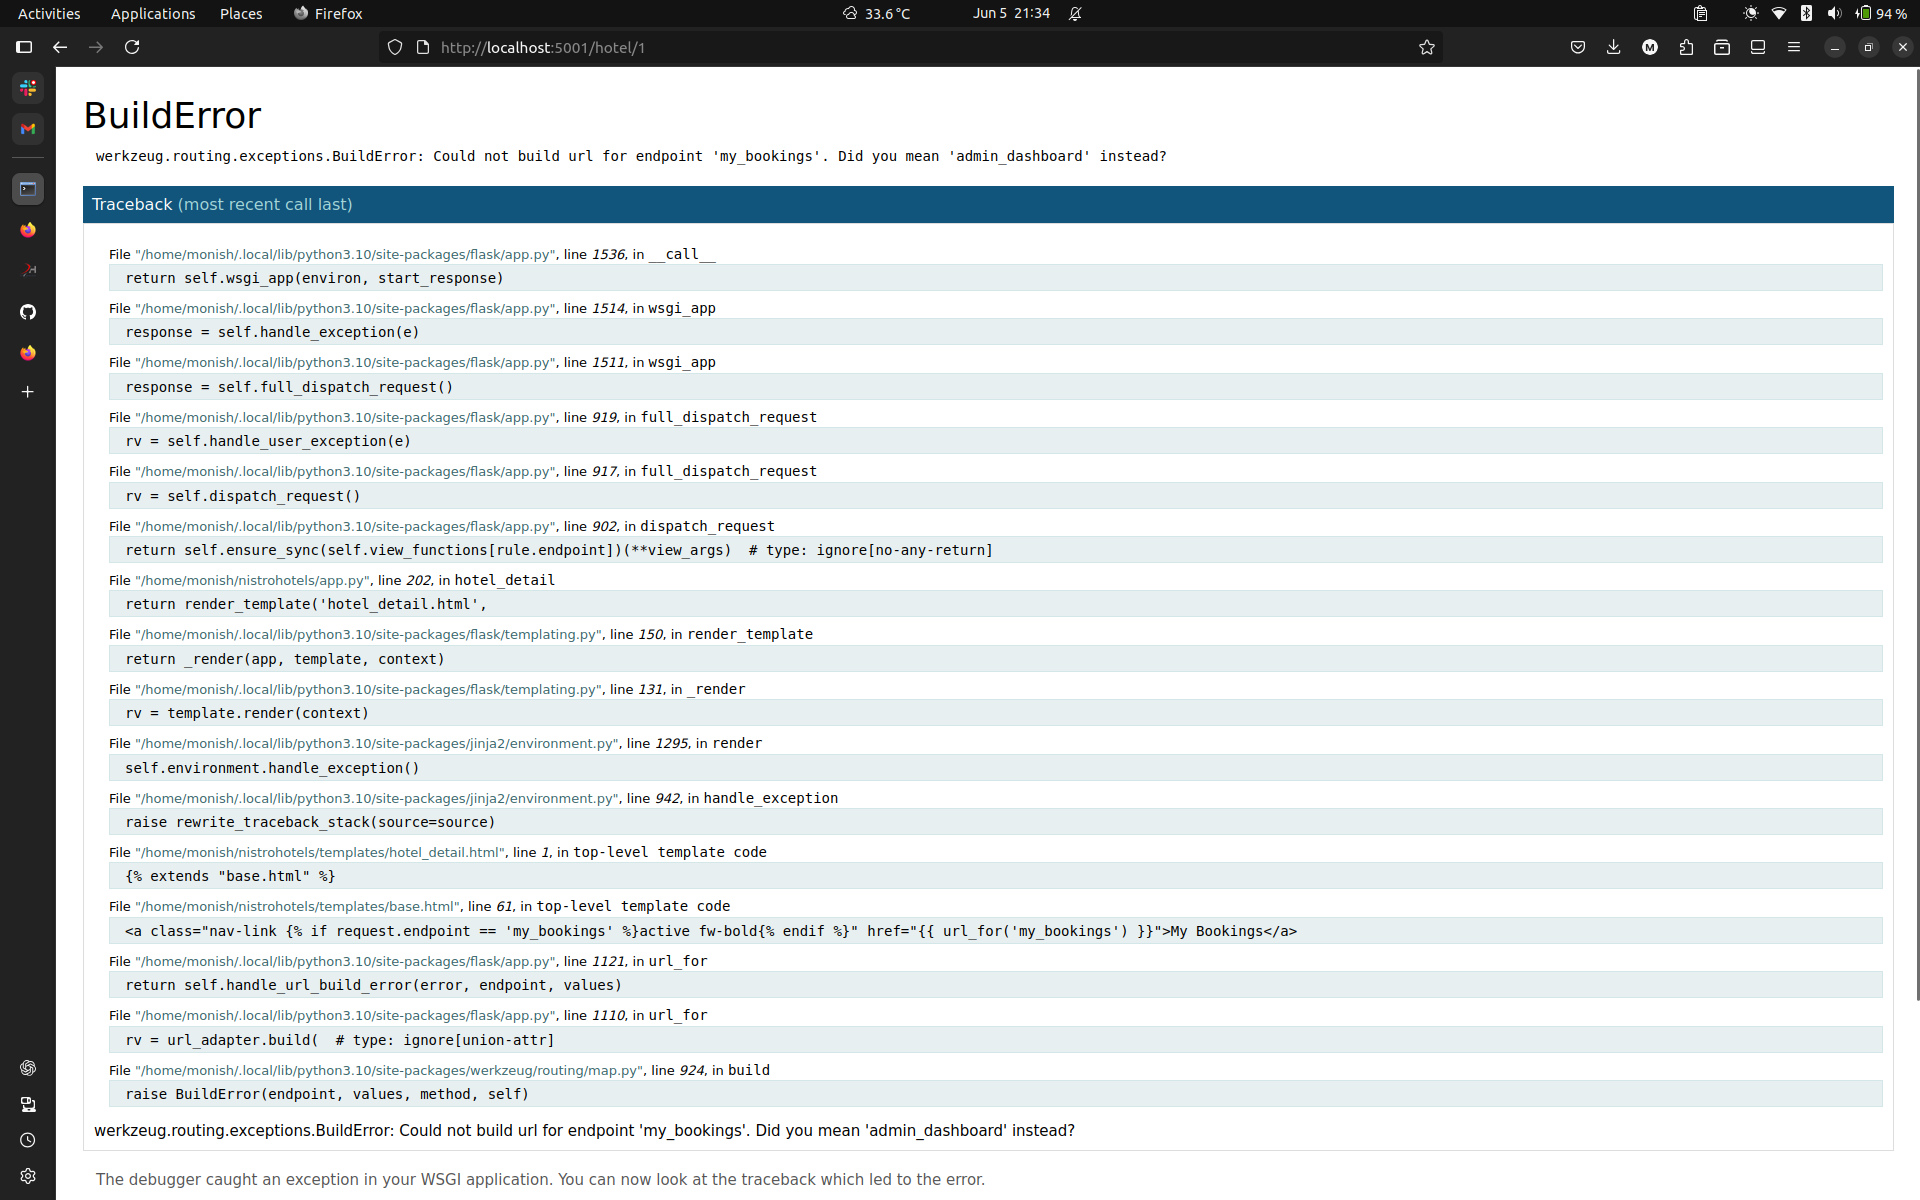 Activities Applications Places Firefox 33.6 °C Jun 5 21:34 94 %
http://localhost:5001/hotel/1
M
BuildError
werkzeug.routing.exceptions.BuildError: Could not build url for endpoint 'my_bookings'. Did you mean 'admin_dashboard' instead?
Traceback (most recent call last)
File "/home/monish/.local/lib/python3.10/site-packages/flask/app.py", line 1536, in __call__
return self.wsgi_app(environ, start_response)
File "/home/monish/.local/lib/python3.10/site-packages/flask/app.py", line 1514, in wsgi_app
response = self.handle_exception(e)
File "/home/monish/.local/lib/python3.10/site-packages/flask/app.py", line 1511, in wsgi_app
response = self.full_dispatch_request()
File "/home/monish/.local/lib/python3.10/site-packages/flask/app.py", line 919, in full_dispatch_request
rv = self.handle_user_exception(e)
File "/home/monish/.local/lib/python3.10/site-packages/flask/app.py", line 917, in full_dispatch_request
rv = self.dispatch_request()
File "/home/monish/.local/lib/python3.10/site-packages/flask/app.py", line 902, in dispatch_request
return self.ensure_sync(self.view_functions[rule.endpoint])(**view_args)  # type: ignore[no-any-return]
File "/home/monish/nistrohotels/app.py", line 202, in hotel_detail
return render_template('hotel_detail.html',
File "/home/monish/.local/lib/python3.10/site-packages/flask/templating.py", line 150, in render_template
return _render(app, template, context)
File "/home/monish/.local/lib/python3.10/site-packages/flask/templating.py", line 131, in _render
rv = template.render(context)
File "/home/monish/.local/lib/python3.10/site-packages/jinja2/environment.py", line 1295, in render
self.environment.handle_exception()
File "/home/monish/.local/lib/python3.10/site-packages/jinja2/environment.py", line 942, in handle_exception
raise rewrite_traceback_stack(source=source)
File "/home/monish/nistrohotels/templates/hotel_detail.html", line 1, in top-level template code
{% extends "base.html" %}
File "/home/monish/nistrohotels/templates/base.html", line 61, in top-level template code
<a class="nav-link {% if request.endpoint == 'my_bookings' %}active fw-bold{% endif %}" href="{{ url_for('my_bookings') }}">My Bookings</a>
File "/home/monish/.local/lib/python3.10/site-packages/flask/app.py", line 1121, in url_for
return self.handle_url_build_error(error, endpoint, values)
File "/home/monish/.local/lib/python3.10/site-packages/flask/app.py", line 1110, in url_for
rv = url_adapter.build(  # type: ignore[union-attr]
File "/home/monish/.local/lib/python3.10/site-packages/werkzeug/routing/map.py", line 924, in build
raise BuildError(endpoint, values, method, self)
werkzeug.routing.exceptions.BuildError: Could not build url for endpoint 'my_bookings'. Did you mean 'admin_dashboard' instead?
The debugger caught an exception in your WSGI application. You can now look at the traceback which led to the error.